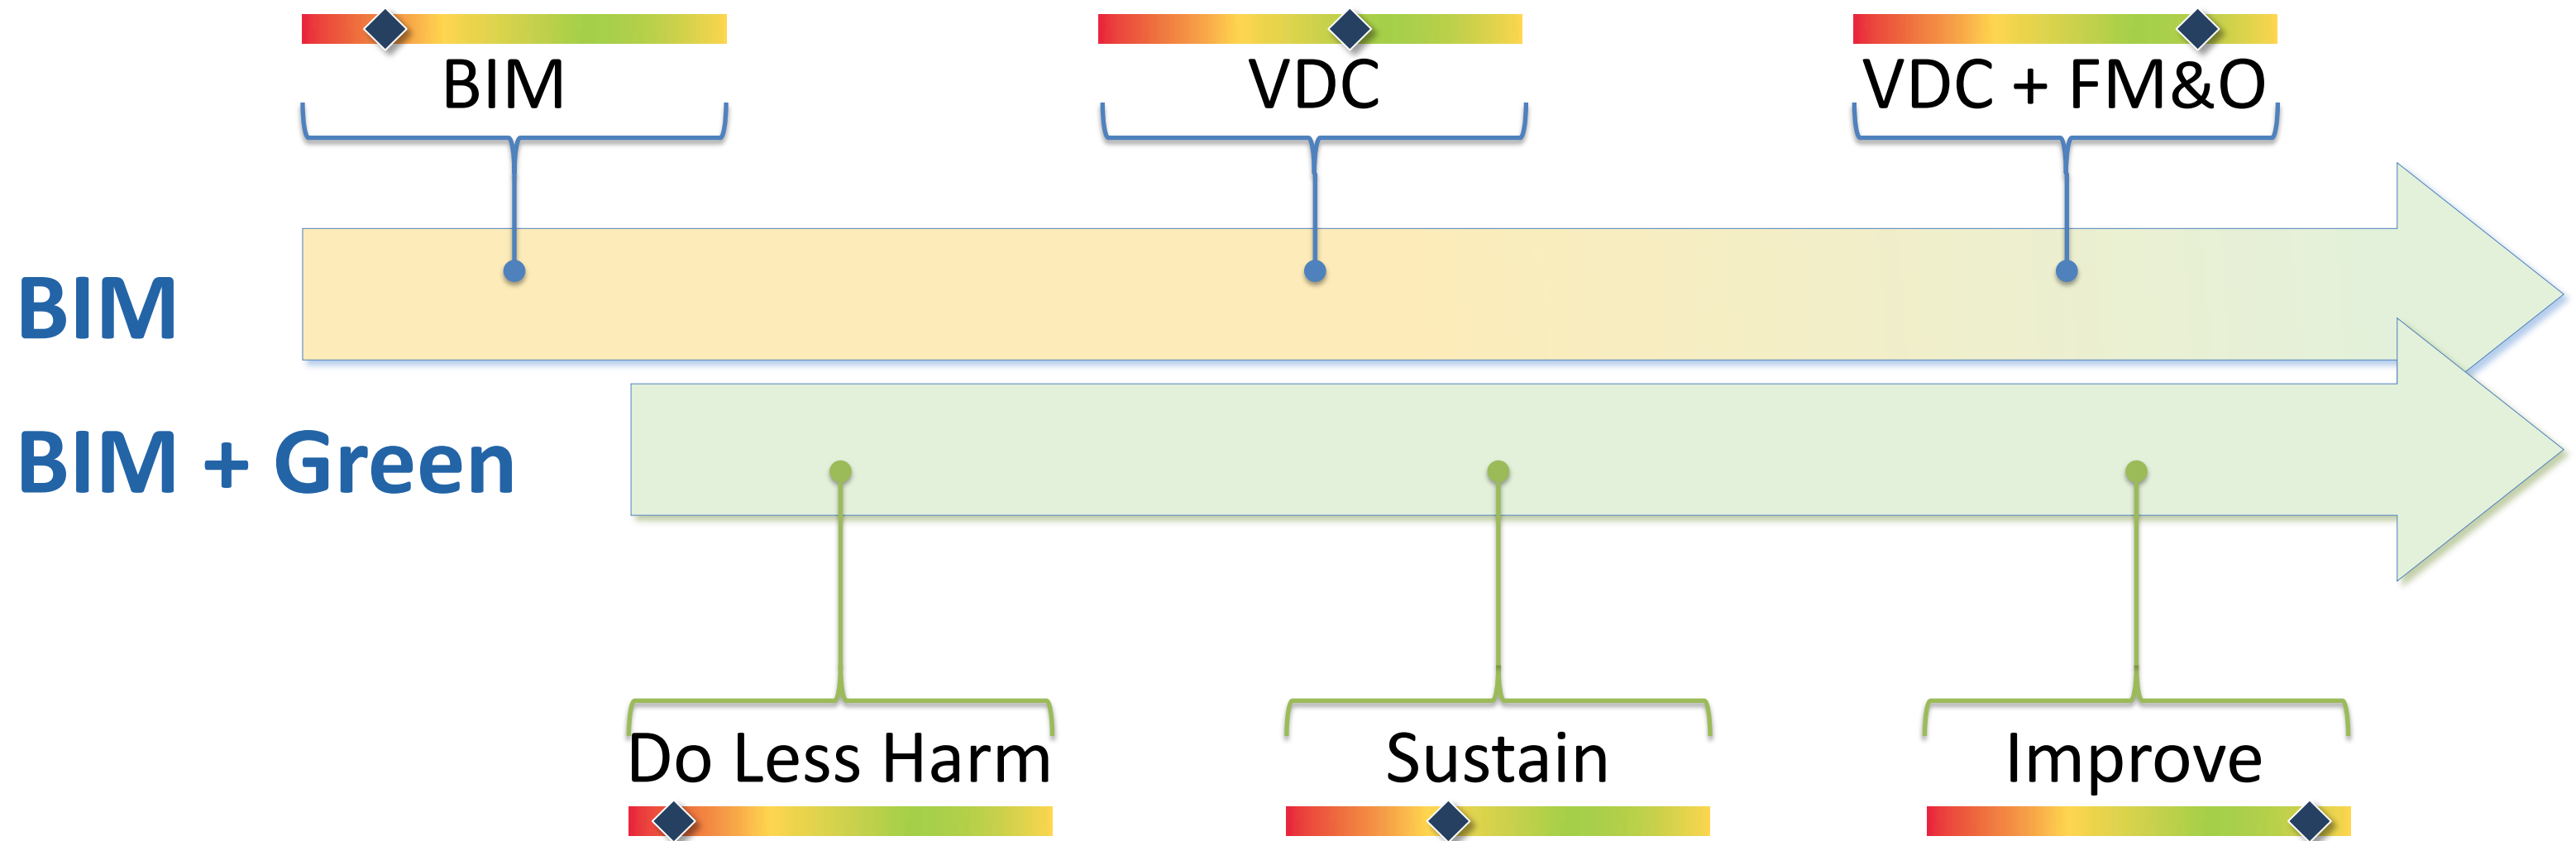 BIM
VDC
VDC + FM&O
BIM
BIM + Green
Do Less Harm
Sustain
Improve